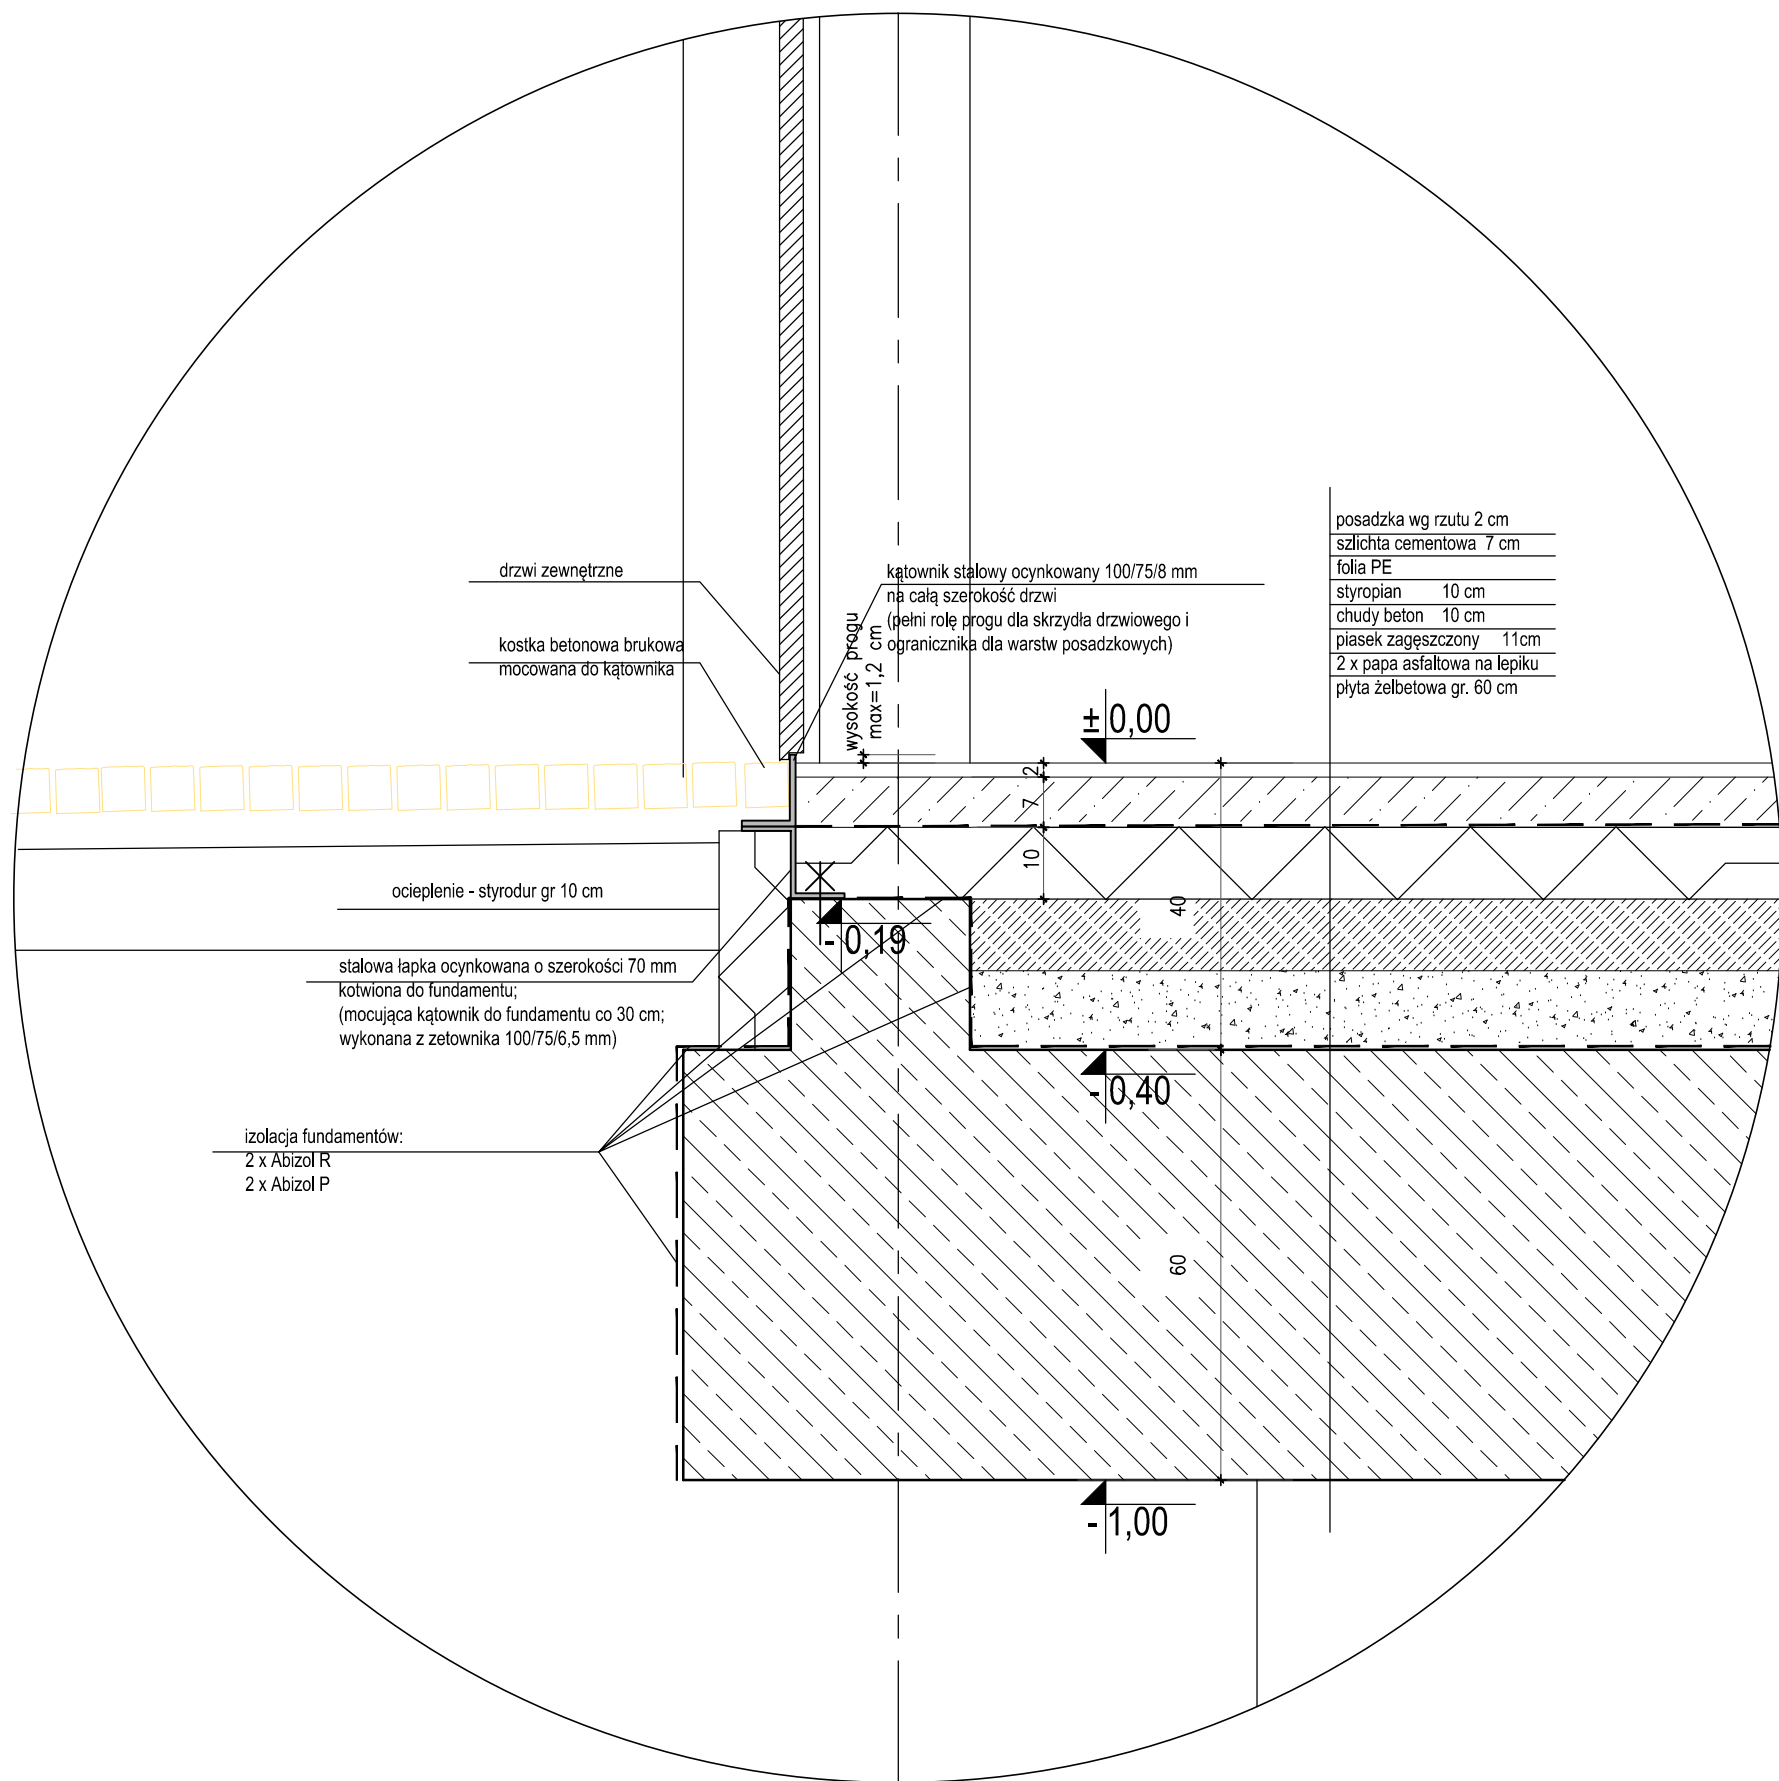 drzwi zewnętrzne
kostka betonowa brukowa
mocowana do kątownika
kątownik stalowy ocynkowany 100/75/8 mm
na całą szerokość drzwi
(pełni rolę progu dla skrzydła drzwiowego i
ogranicznika dla warstw posadzkowych)
wysokość progu
max=1,2 cm
posadzka wg rzutu 2 cm
szlichta cementowa 7 cm
folia PE
styropian 10 cm
chudy beton 10 cm
piasek zagęszczony 11cm
2 x papa asfaltowa na lepiku
płyta żelbetowa gr. 60 cm
± 0,00
2
7
10
40
ocieplenie - styrodur gr 10 cm
- 0,19
stalowa łapka ocynkowana o szerokości 70 mm
kotwiona do fundamentu;
(mocująca kątownik do fundamentu co 30 cm;
wykonana z zetownika 100/75/6,5 mm)
- 0,40
izolacja fundamentów:
2 x Abizol R
2 x Abizol P
60
- 1,00